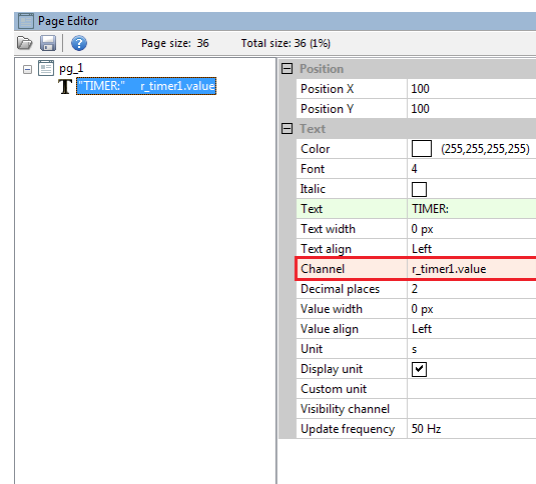 Page Editor
Page size: 36 Total size: 36 (1%)
pg_1
T "TIMER:" r_timer1.value
Position
Position X 100
Position Y 100
Text
Color (255,255,255,255)
Font 4
Italic
Text TIMER:
Text width 0 px
Text align Left
Channel r_timer1.value
Decimal places 2
Value width 0 px
Value align Left
Unit s
Display unit
Custom unit
Visibility channel
Update frequency 50 Hz